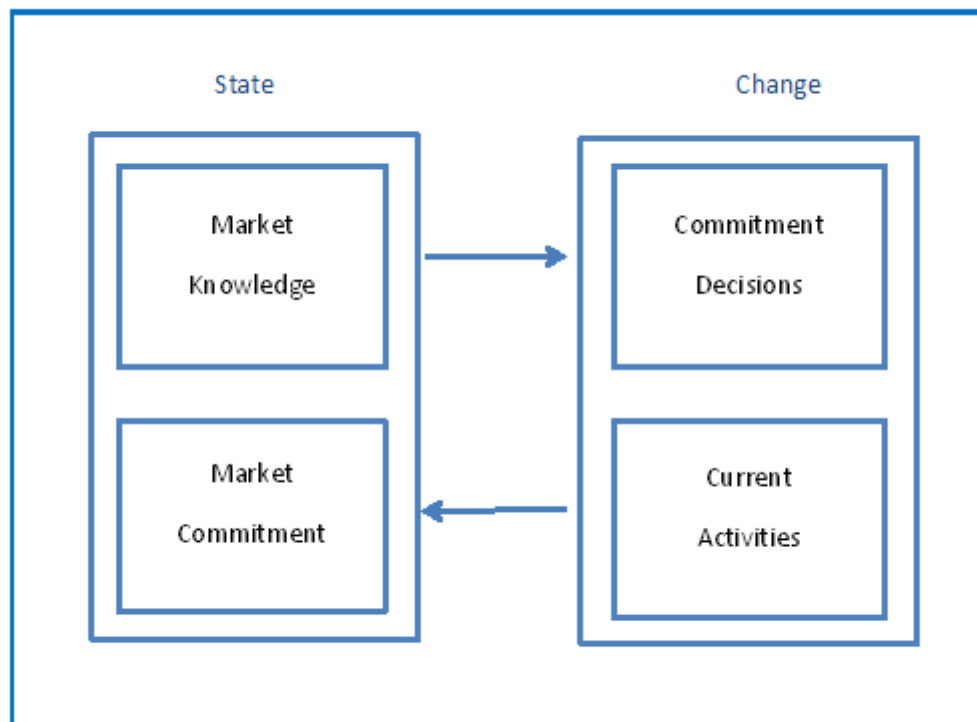 State
Change
Market
Knowledge
Commitment
Decisions
Market
Commitment
Current
Activities